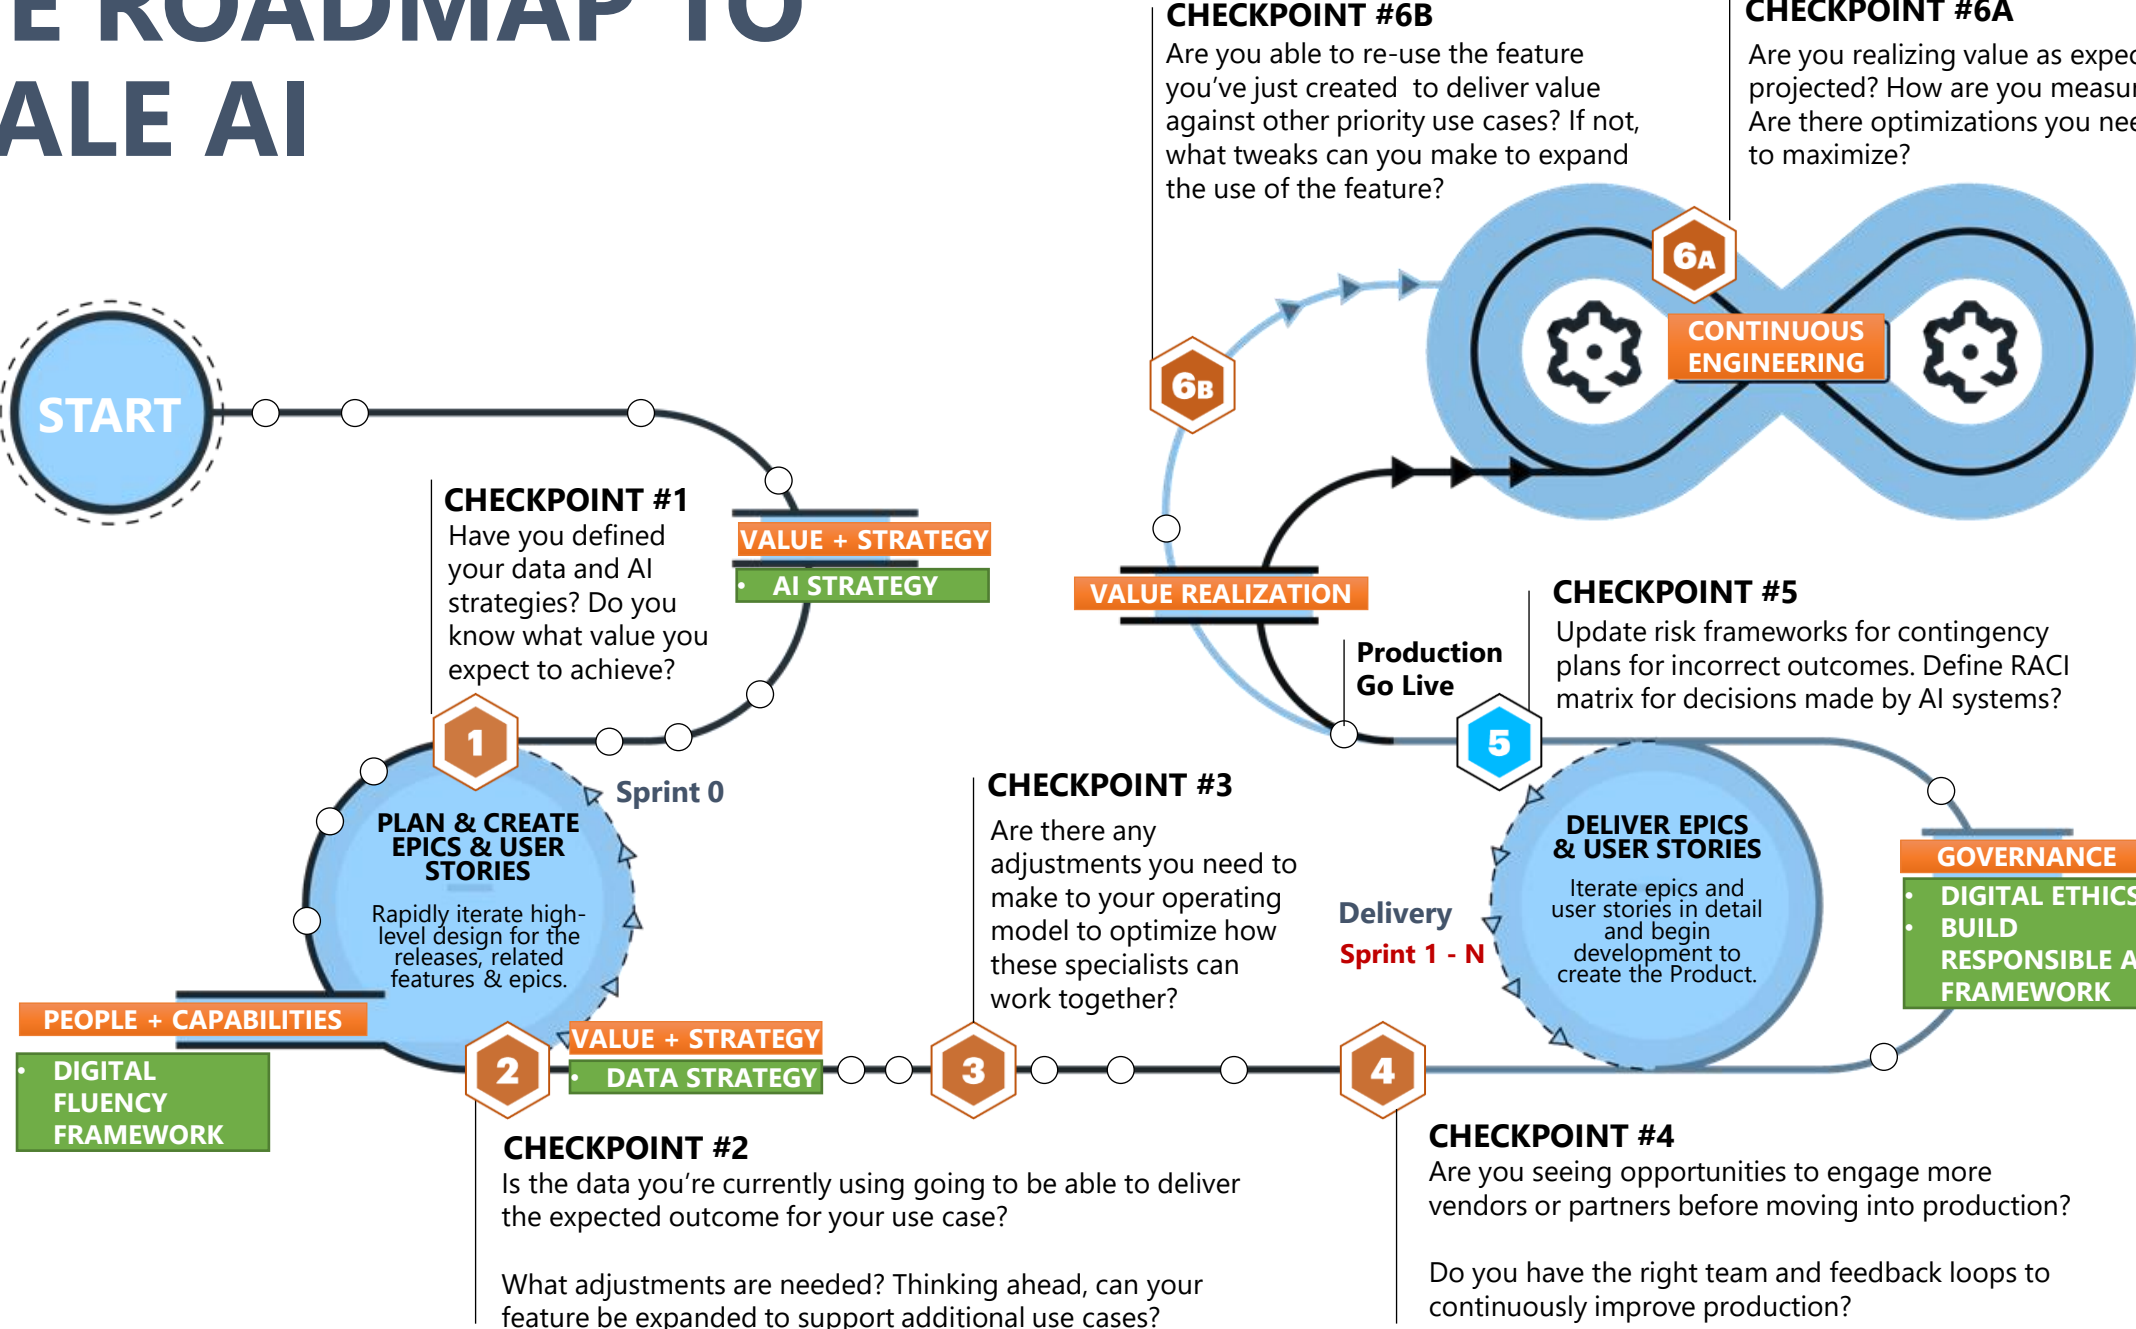 E ROADMAP TO
ALE AI
CHECKPOINT #6B
Are you able to re-use the feature
you’ve just created to deliver value
against other priority use cases? If not,
what tweaks can you make to expand
the use of the feature?
CHECKPOINT #6A
Are you realizing value as
projected? How are you
Are there optimizations you
to maximize?
6A
CONTINUOUS
ENGINEERING
6B
START
CHECKPOINT #1
Have you defined
your data and AI
strategies? Do you
know what value you
expect to achieve?
VALUE + STRATEGY
• AI STRATEGY
VALUE REALIZATION
Production
Go Live
CHECKPOINT #5
Update risk frameworks for contingency
plans for incorrect outcomes. Define RACI
matrix for decisions made by AI systems?
1
5
Sprint 0
PLAN & CREATE
EPICS & USER
STORIES
Rapidly iterate high-
level design for the
releases, related
features & epics.
CHECKPOINT #3
Are there any
adjustments you need to
make to your operating
model to optimize how
these specialists can
work together?
Delivery
Sprint 1 - N
DELIVER EPICS
& USER STORIES
Iterate epics and
user stories in detail
and begin
development to
create the Product.
GOVERNANCE
• DIGITAL ETHICS
• BUILD
RESPONSIBLE
FRAMEWORK
PEOPLE + CAPABILITIES
• DIGITAL
FLUENCY
FRAMEWORK
2
VALUE + STRATEGY
• DATA STRATEGY
3
4
CHECKPOINT #2
Is the data you’re currently using going to be able to deliver
the expected outcome for your use case?
What adjustments are needed? Thinking ahead, can your
feature be expanded to support additional use cases?
CHECKPOINT #4
Are you seeing opportunities to engage more
vendors or partners before moving into production?
Do you have the right team and feedback loops to
continuously improve production?